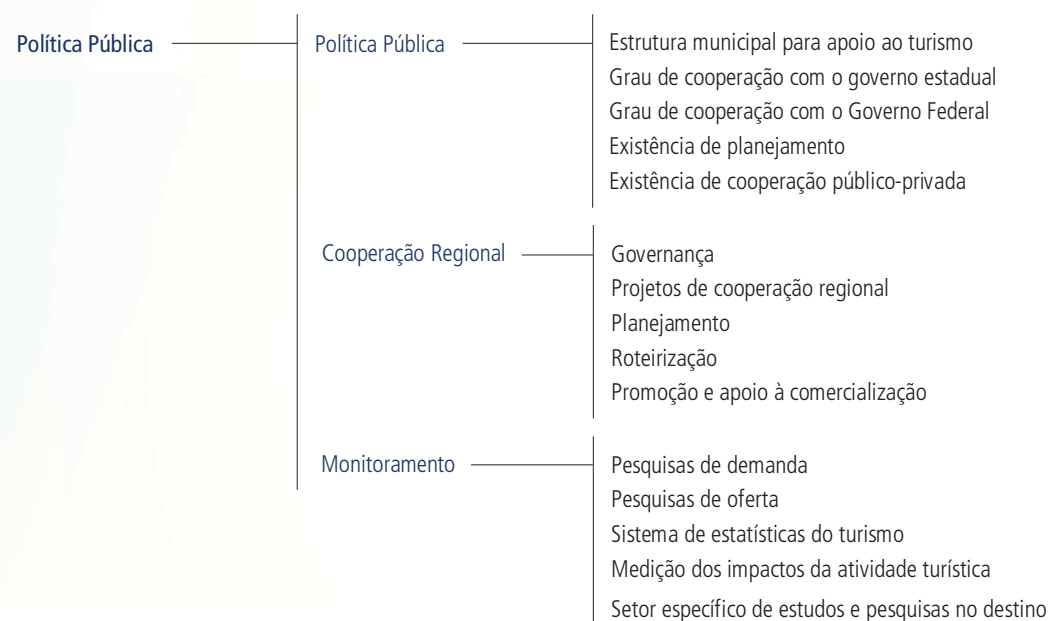 Política Pública
Política Pública
Estrutura municipal para apoio ao turismo
Grau de cooperação com o governo estadual
Grau de cooperação com o Governo Federal
Existência de planejamento
Existência de cooperação público-privada
Cooperação Regional
Governança
Projetos de cooperação regional
Planejamento
Roteirização
Promoção e apoio à comercialização
Monitoramento
Pesquisas de demanda
Pesquisas de oferta
Sistema de estatísticas do turismo
Medição dos impactos da atividade turística
Setor específico de estudos e pesquisas no destino